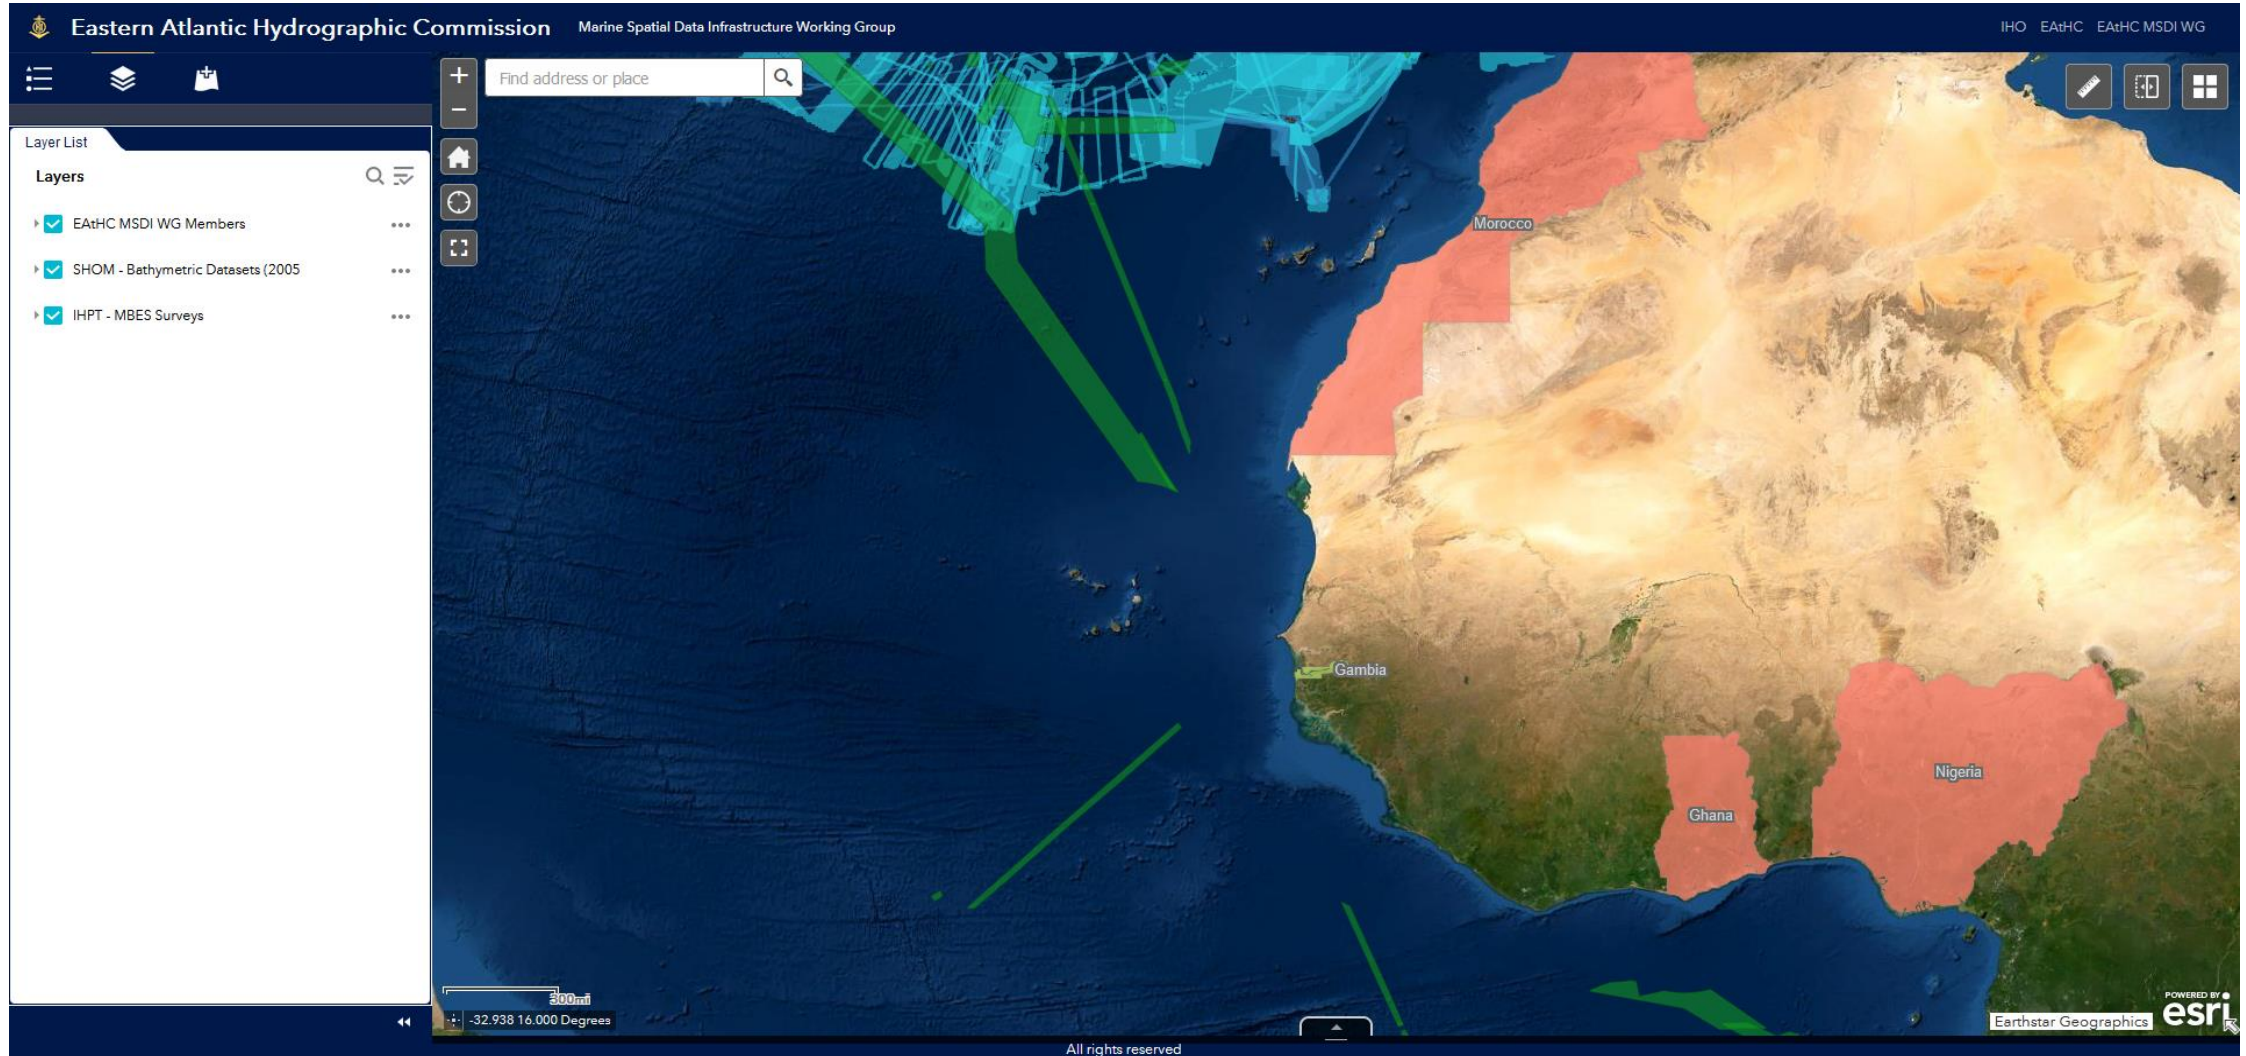 Eastern Atlantic Hydrographic Commission
Marine Spatial Data Infrastructure Working Group
IHO EAtHC EAtHC MSDI WG
Find address or place
Layer List
Layers
EAtHC MSDI WG Members
SHOM - Bathymetric Datasets (2005
IHPT - MBES Surveys
Morocco
Gambia
Nigeria
Ghana
300mi
-32.938 16.000 Degrees
POWERED BY
esri
Earthstar Geographics
All rights reserved